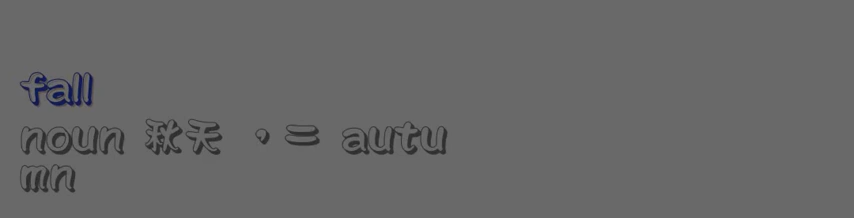 fall
noun 秋天 ，= autu
mn